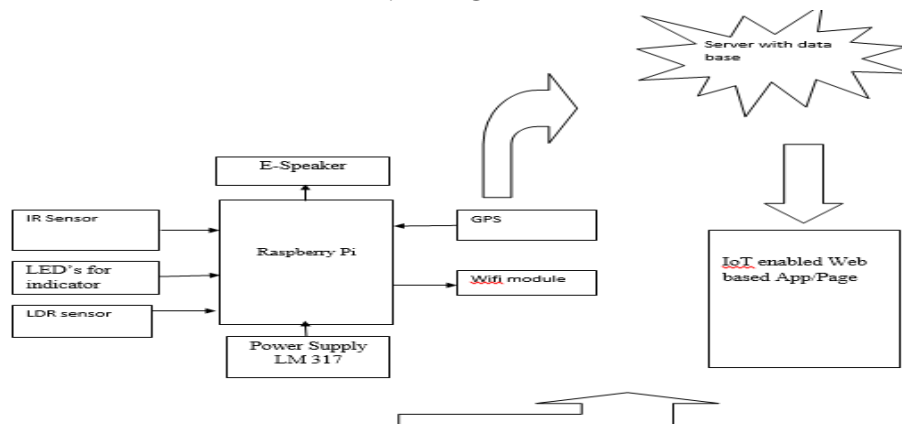 Server with data
base
E-Speaker
IR Sensor
GPS
Raspberry Pi
IoT enabled Web
based App/Page
LED's for
indicator
Wifi module
LDR sensor
Power Supply
LM 317